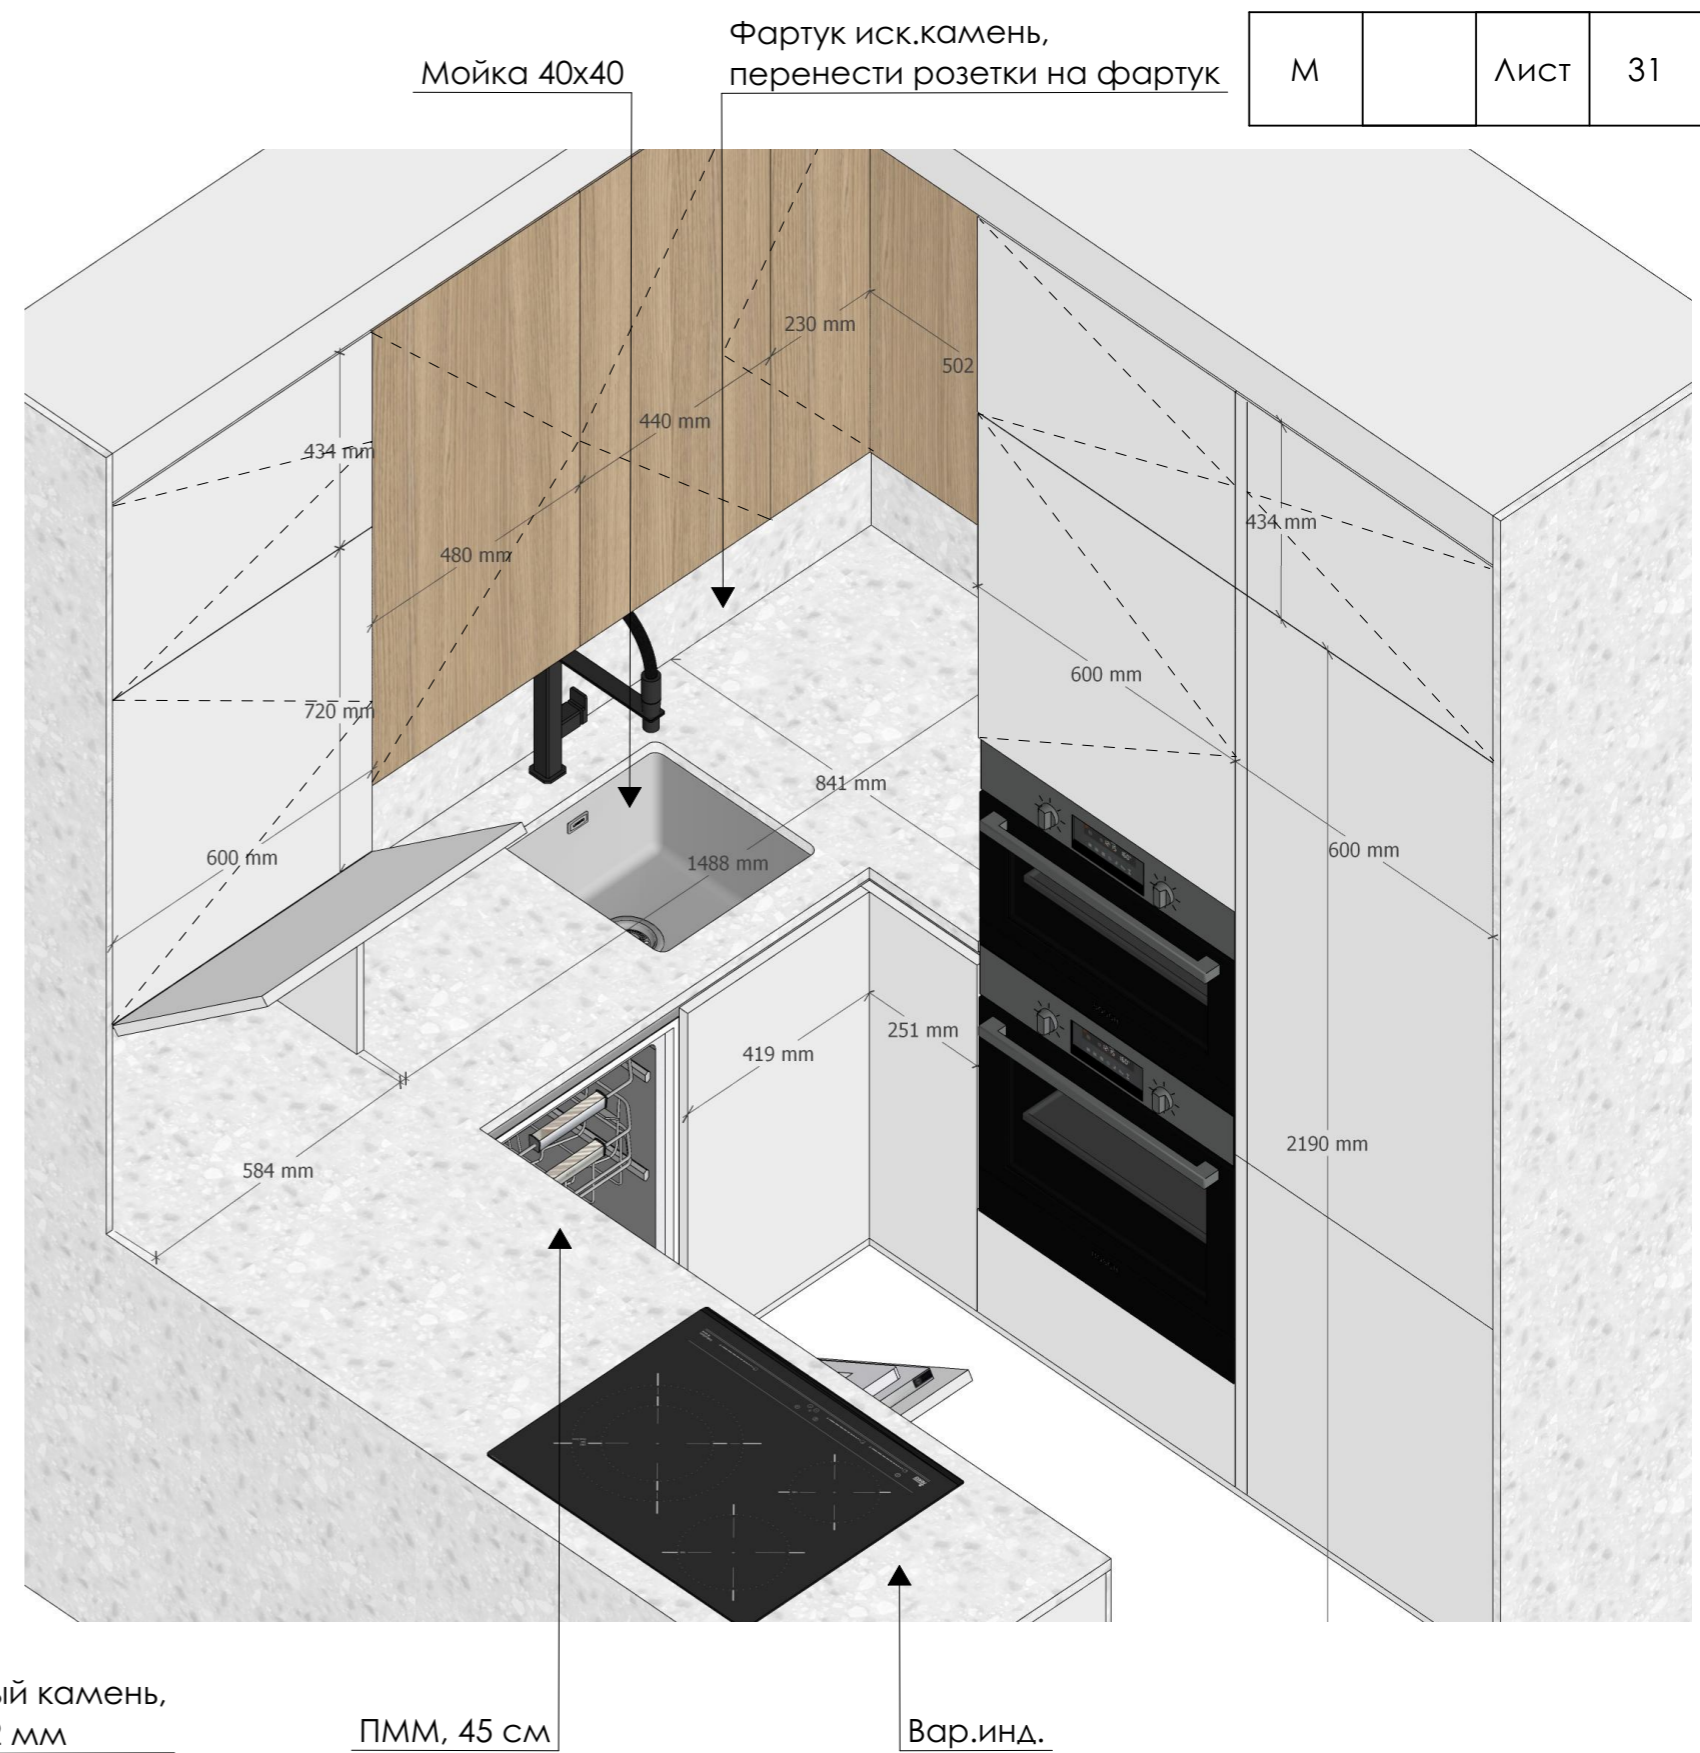 Фартук иск.камень,
Мойка 40х40
перенести розетки на фартук
М
Лист
31
230 mm
502
434 mm
440 mm
434 mm
480 mm
600 mm
720 mm
841 mm
600 mm
600 mm
1488 mm
419 mm
251 mm
2190 mm
584 mm
ый камень,
мм
ПММ, 45 см
Вар.инд.